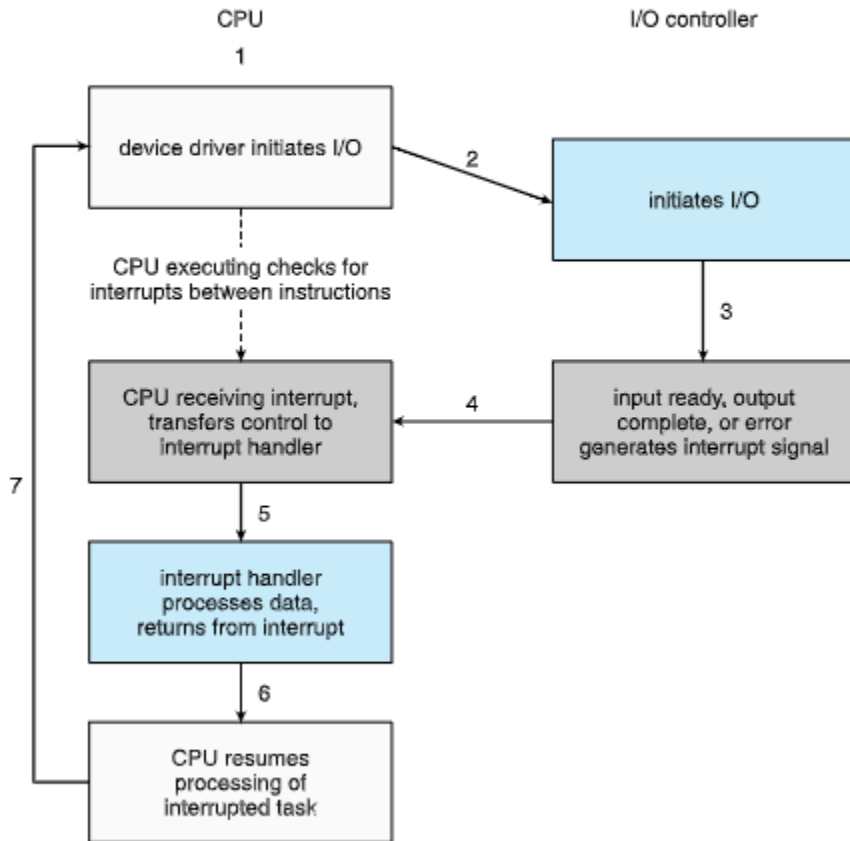 CPU
I/O controller
1
device driver initiates I/O
2
initiates I/O
CPU executing checks for
interrupts between instructions
3
CPU receiving interrupt,
transfers control to
interrupt handler
4
input ready, output
complete, or error
generates interrupt signal
7
5
interrupt handler
processes data,
returns from interrupt
6
CPU resumes
processing of
interrupted task